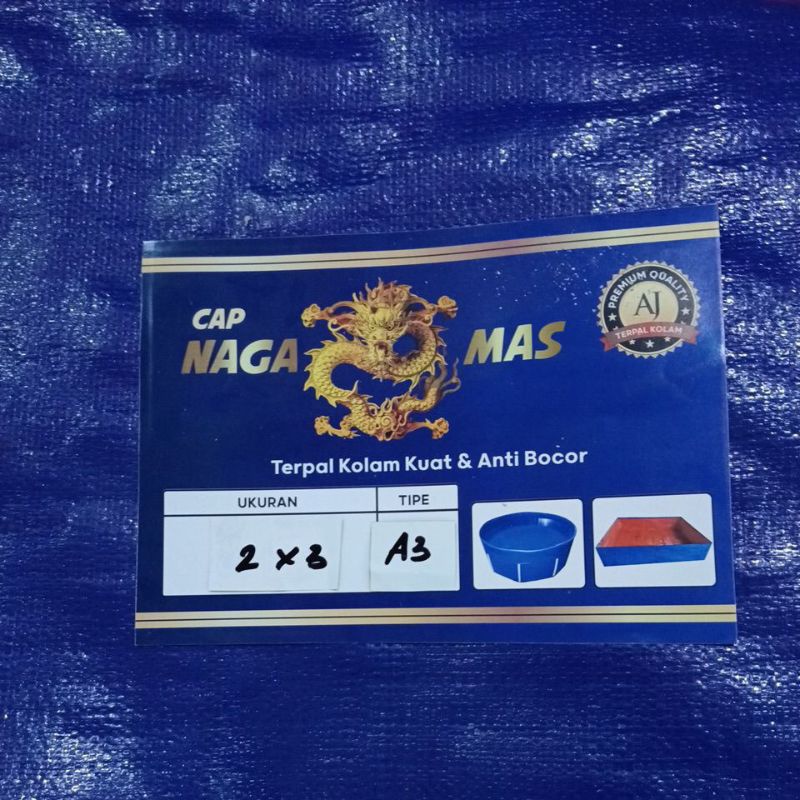 CAP
NAGA MAS
PREMIUM QUALITY
AJ
TERPAL KOLAM
Terpal Kolam Kuat & Anti Bocor
UKURAN TIPE
2 x 3 A3